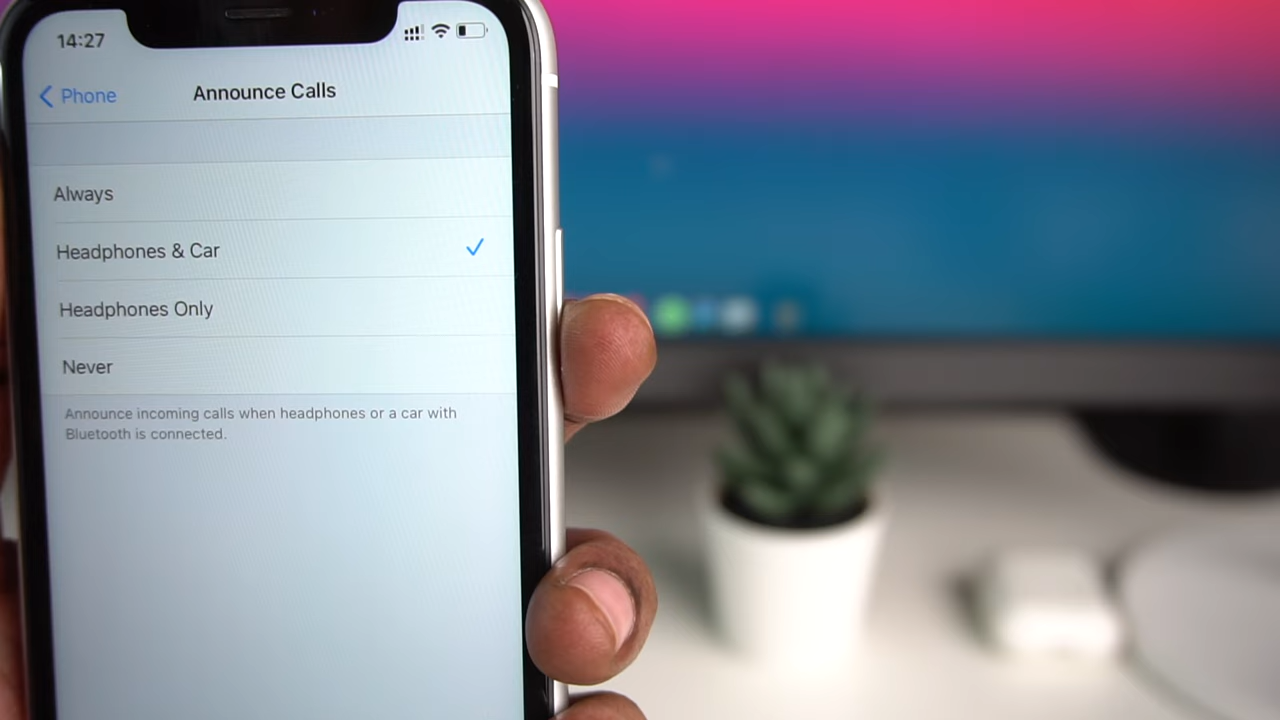 14:27
Phone
Announce Calls
Always
Headphones & Car
Headphones Only
Never
Announce incoming calls when headphones or a car with
Bluetooth is connected.